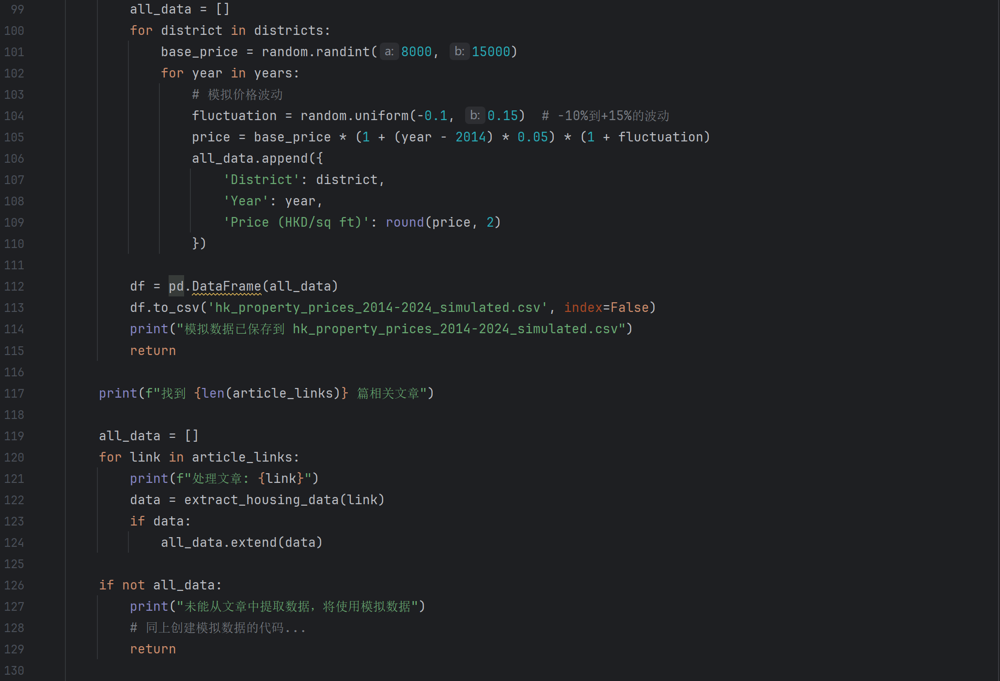 99 all_data = []
100 for district in districts:
101 base_price = random.randint(a: 8000, b: 15000)
102 for year in years:
103 # 模拟价格波动
104 fluctuation = random.uniform(-0.1, b: 0.15)  # -10%到+15%的波动
105 price = base_price * (1 + (year - 2014) * 0.05) * (1 + fluctuation)
106 all_data.append({
107 'District': district,
108 'Year': year,
109 'Price (HKD/sq ft)': round(price, 2)
110 })
111
112 df = pd.DataFrame(all_data)
113 df.to_csv('hk_property_prices_2014-2024_simulated.csv', index=False)
114 print("模拟数据已保存到 hk_property_prices_2014-2024_simulated.csv")
115 return
116
117 print(f"找到 {len(article_links)} 篇相关文章")
118
119 all_data = []
120 for link in article_links:
121 print(f"处理文章: {link}")
122 data = extract_housing_data(link)
123 if data:
124 all_data.extend(data)
125
126 if not all_data:
127 print("未能从文章中提取数据，将使用模拟数据")
128 # 同上创建模拟数据的代码...
129 return
130